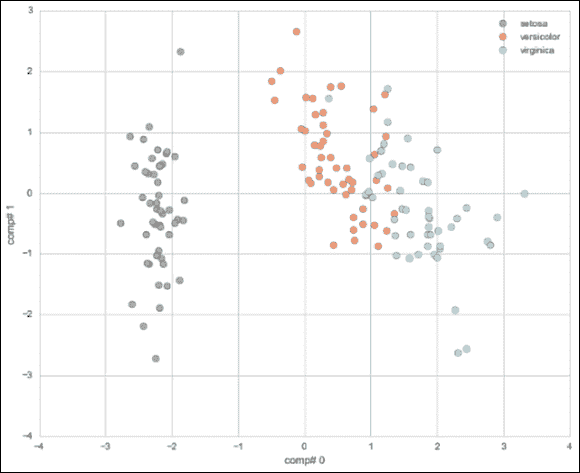 3
2
1
0
−1
−2
−3
−4
comp# 1
setosa
versicolor
virginica
−4 −3 −2 −1 0 1 2 3 4
comp# 0